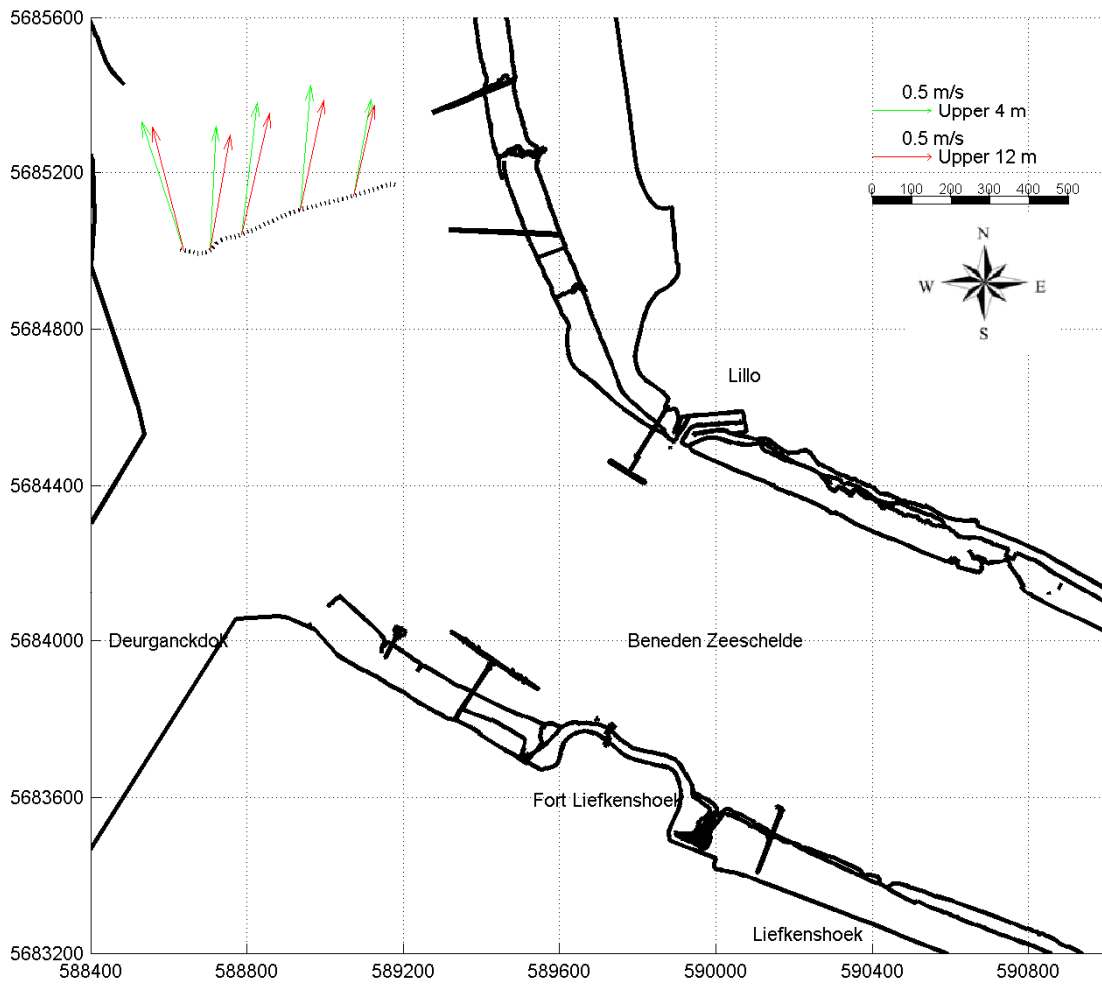 5685600
0.5 m/s
Upper 4 m
0.5 m/s
Upper 12 m
5685200
0 100 200 300 400 500
N
W E
S
5684800
Lillo
5684400
5684000
Deurganckdok
Beneden Zeeschelde
5683600
Fort Liefkenshoek
Liefkenshoek
5683200
588400 588800 589200 589600 590000 590400 590800